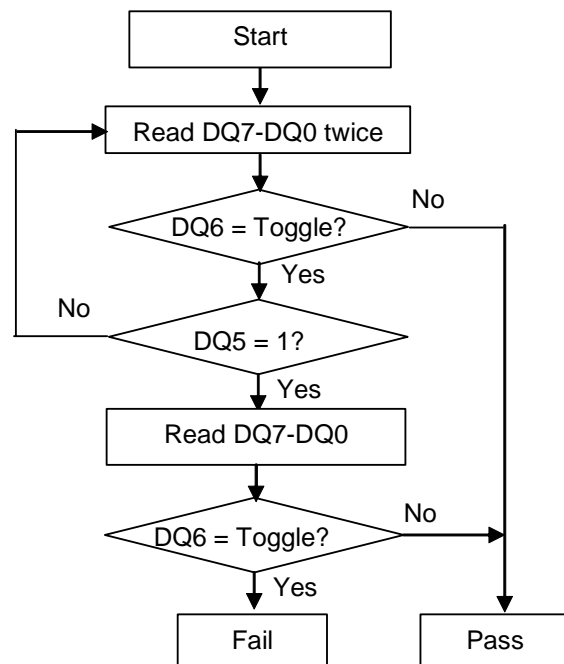 Start
Read DQ7-DQ0 twice
No
DQ6 = Toggle?
Yes
No
DQ5 = 1?
Yes
Read DQ7-DQ0
No
DQ6 = Toggle?
Yes
Fail
Pass